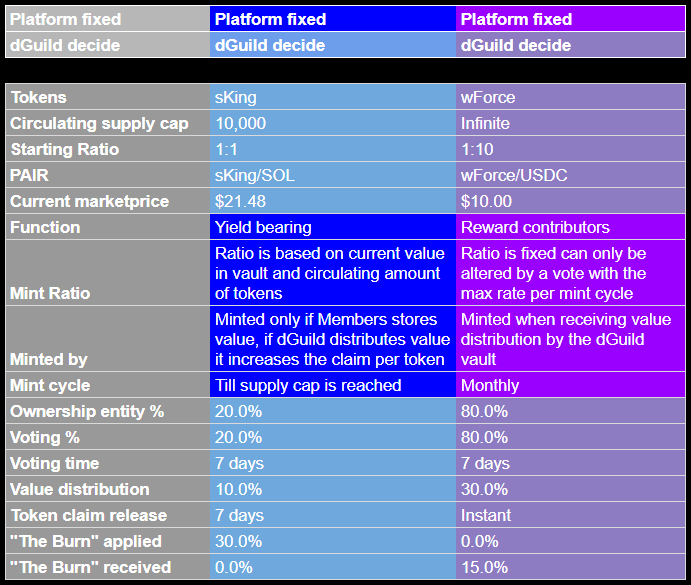 Platform fixed Platform fixed Platform fixed
dGuild decide dGuild decide dGuild decide
Tokens sKing wForce
Circulating supply cap 10,000 Infinite
Starting Ratio 1:1 1:10
PAIR sKing/SOL wForce/USDC
Current marketprice $21.48 $10.00
Function Yield bearing Reward contributors
Ratio is based on current value Ratio is fixed can only be
in vault and circulating amount altered by a vote with the
Mint Ratio of tokens max rate per mint cycle
Minted only if Members stores Minted when receiving value
value, if dGuild distributes value distribution by the dGuild
Minted by it increases the claim per token vault
Mint cycle Till supply cap is reached Monthly
Ownership entity % 20.0% 80.0%
Voting % 20.0% 80.0%
Voting time 7 days 7 days
Value distribution 10.0% 30.0%
Token claim release 7 days Instant
"The Burn" applied 30.0% 0.0%
"The Burn" received 0.0% 15.0%